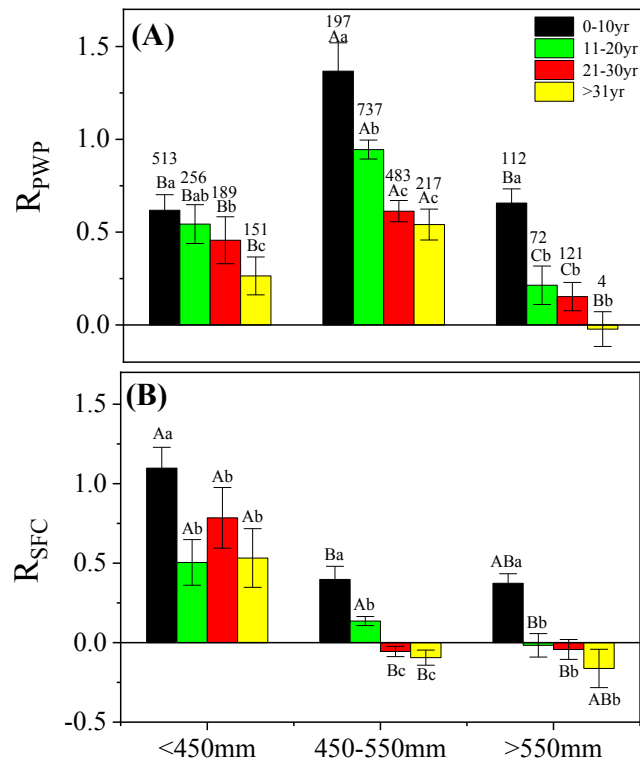 (A)
0-10yr
11-20yr
21-30yr
>31yr
R_PWP
1.5
1.0
0.5
0.0
513
Ba
256
Bab
189
Bb
151
Bc
197
Aa
737
Ab
483
Ac
217
Ac
112
Ba
72
Cb
121
Cb
4
Bb
(B)
R_SFC
1.5
1.0
0.5
0.0
-0.5
Aa
Ab
Ab
Ab
Ba
Ab
Bc
Bc
ABa
Bb
Bb
ABb
<450mm
450-550mm
>550mm